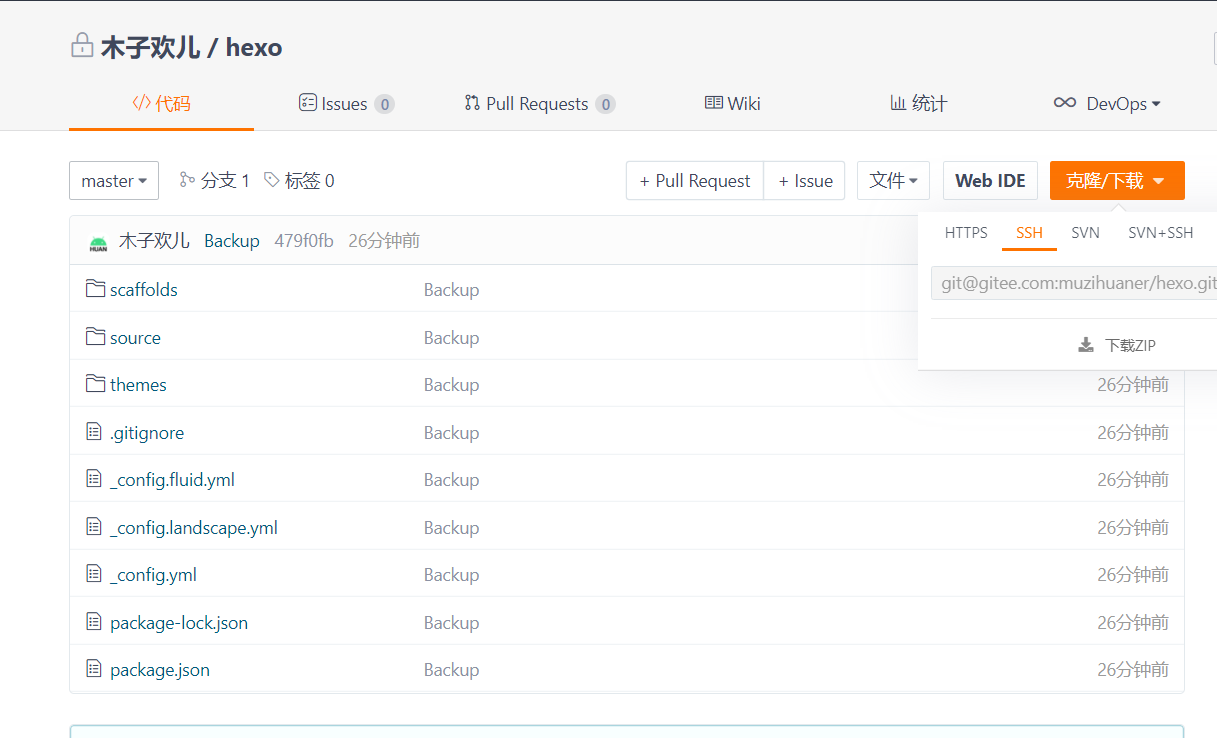 木子欢儿 / hexo
代码 Issues 0 Pull Requests 0 Wiki 统计 DevOps
master 分支 1 标签 0 + Pull Request + Issue 文件 Web IDE 克隆/下载
HUAN 木子欢儿 Backup 479f0fb 26分钟前
HTTPS SSH SVN SVN+SSH
git@gitee.com:muzihuaner/hexo.git
下载ZIP
scaffolds Backup
source Backup
themes Backup 26分钟前
.gitignore Backup 26分钟前
_config.fluid.yml Backup 26分钟前
_config.landscape.yml Backup 26分钟前
_config.yml Backup 26分钟前
package-lock.json Backup 26分钟前
package.json Backup 26分钟前